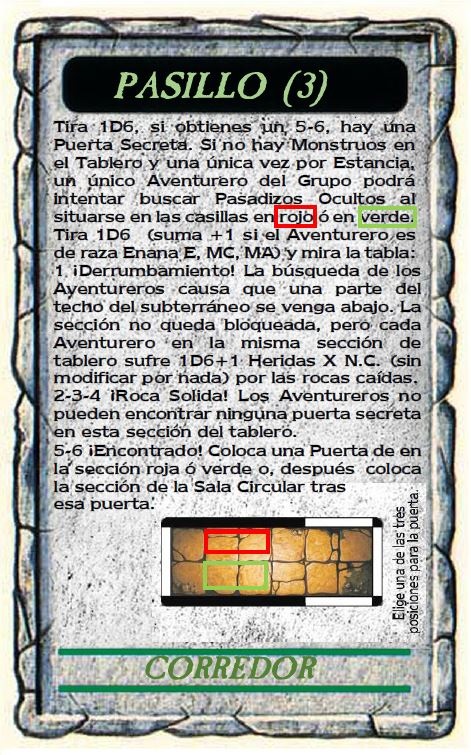 PASILLO (3)
Tira 1D6, si obtienes un 5-6, hay una
Puerta Secreta. Si no hay Monstruos en
el Tablero y una única vez por Estancia,
un único Aventurero del Grupo podrá
intentar buscar Pasadizos Ocultos al
situarse en las casillas en rojo ó en verde.
Tira 1D6 (suma +1 si el Aventurero es
de raza Enana E, MC, MA) y mira la tabla:
1 ¡Derrumbamiento! La búsqueda de los
Aventureros causa que una parte del
techo del subterráneo se venga abajo. La
sección no queda bloqueada, pero cada
Aventurero en la misma sección de
tablero sufre 1D6+1 Heridas X N.C. (sin
modificar por nada) por las rocas caídas.
2-3-4 ¡Roca Solida! Los Aventureros no
pueden encontrar ninguna puerta secreta
en esta sección del tablero.
5-6 ¡Encontrado! Coloca una Puerta de en
la sección roja ó verde o, después coloca
la sección de la Sala Circular tras
esa puerta.
Elige una de las tres
posiciones para la puerta.
CORREDOR